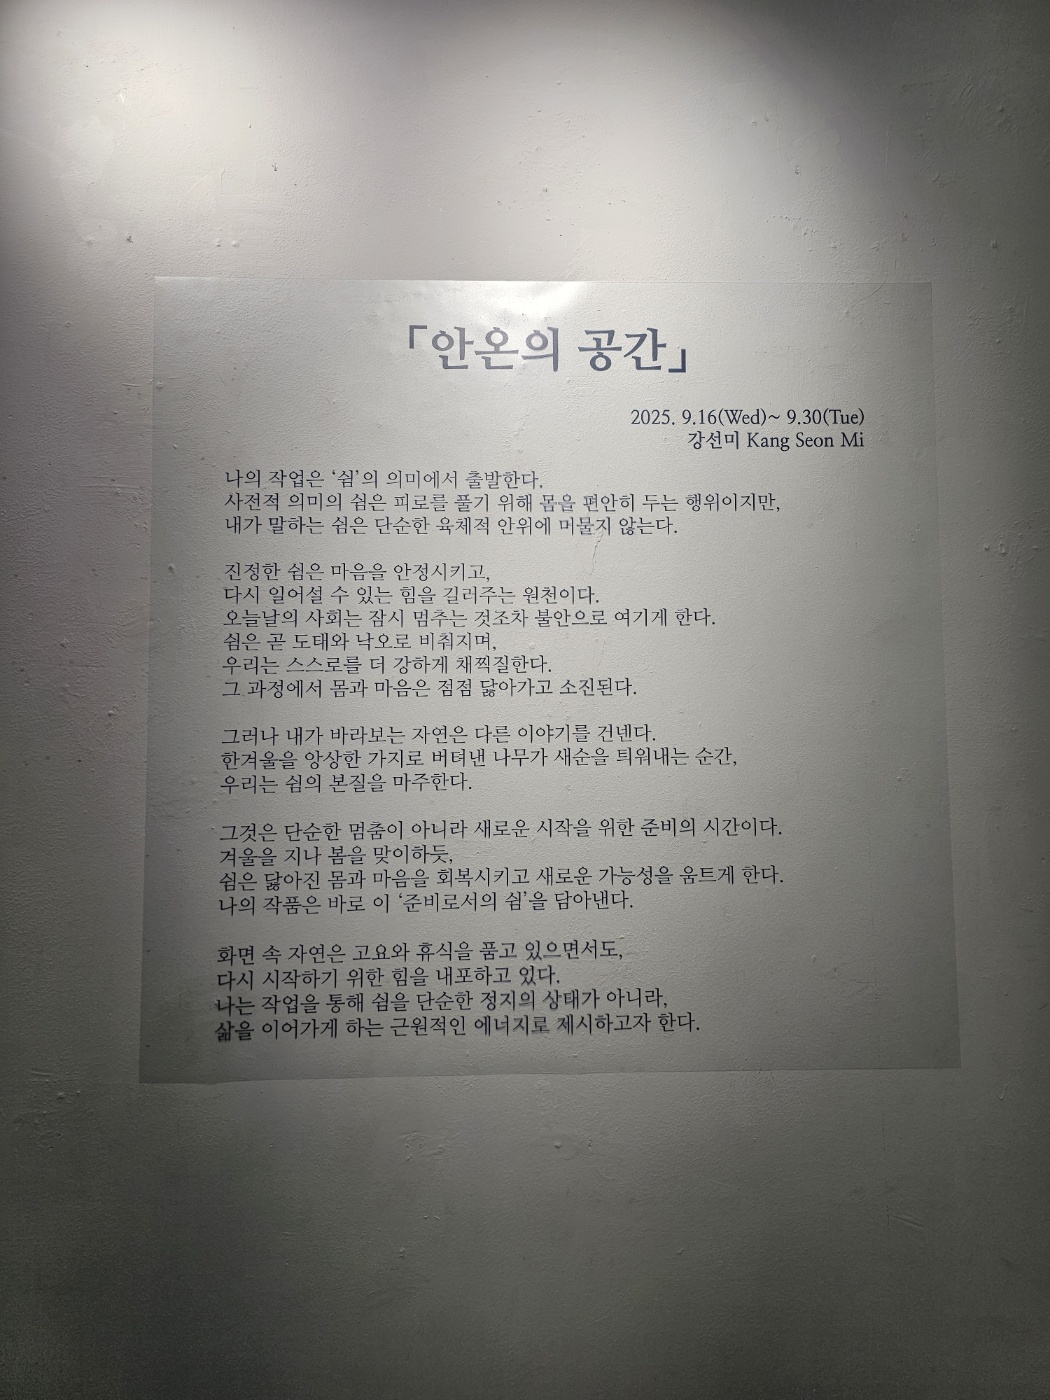 「안온의 공간」
2025. 9.16(Wed)~ 9.30(Tue)
강선미 Kang Seon Mi
나의 작업은 ‘쉼’의 의미에서 출발한다.
사전적 의미의 쉼은 피로를 풀기 위해 몸을 편안히 두는 행위이지만,
내가 말하는 쉼은 단순한 육체적 안위에 머물지 않는다.
진정한 쉼은 마음을 안정시키고,
다시 일어설 수 있는 힘을 길러주는 원천이다.
오늘날의 사회는 잠시 멈추는 것조차 불안으로 여기게 한다.
쉼은 곧 도태와 낙오로 비춰지며,
우리는 스스로를 더 강하게 채찍질한다.
그 과정에서 몸과 마음은 점점 닳아가고 소진된다.
그러나 내가 바라보는 자연은 다른 이야기를 건넨다.
한겨울을 앙상한 가지로 버텨낸 나무가 새순을 틔워내는 순간,
우리는 쉼의 본질을 마주한다.
그것은 단순한 멈춤이 아니라 새로운 시작을 위한 준비의 시간이다.
겨울을 지나 봄을 맞이하듯,
쉼은 닳아진 몸과 마음을 회복시키고 새로운 가능성을 움트게 한다.
나의 작품은 바로 이 ‘준비로서의 쉼’을 담아낸다.
화면 속 자연은 고요와 휴식을 품고 있으면서도,
다시 시작하기 위한 힘을 내포하고 있다.
나는 작업을 통해 쉼을 단순한 정지의 상태가 아니라,
삶을 이어가게 하는 근원적인 에너지로 제시하고자 한다.